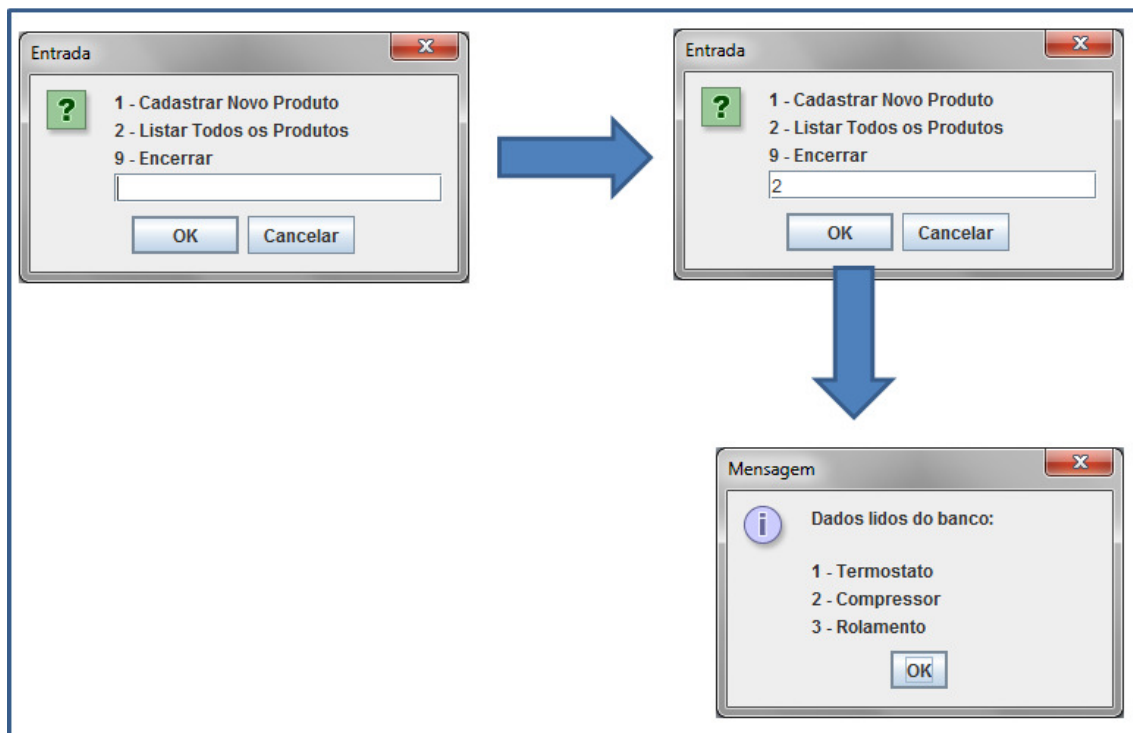 Entrada
1 - Cadastrar Novo Produto
2 - Listar Todos os Produtos
9 - Encerrar
OK Cancelar
Entrada
1 - Cadastrar Novo Produto
2 - Listar Todos os Produtos
9 - Encerrar
2
OK Cancelar
Mensagem
Dados lidos do banco:
1 - Termostato
2 - Compressor
3 - Rolamento
OK